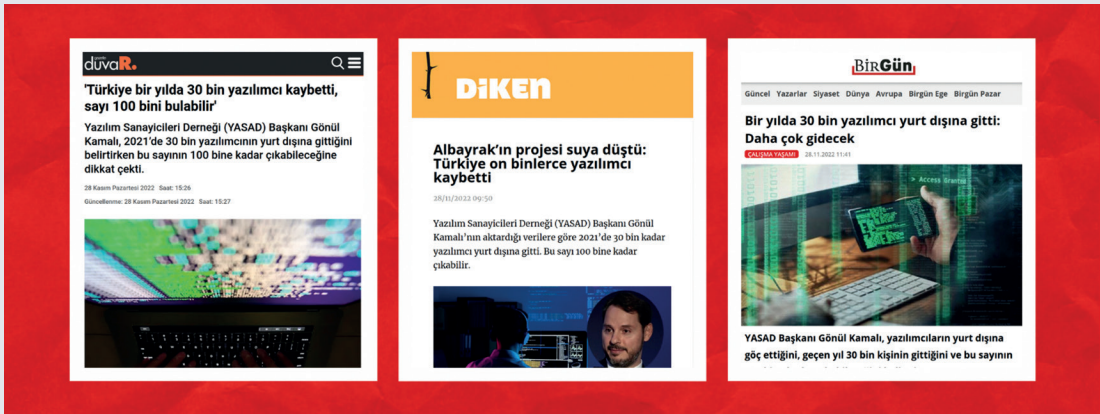 gazete
duvaR.
'Türkiye bir yılda 30 bin yazılımcı kaybetti,
sayı 100 bini bulabilir'
Yazılım Sanayicileri Derneği (YASAD) Başkanı Gönül
Kamalı, 2021’de 30 bin yazılımcının yurt dışına gittiğini
belirtirken bu sayının 100 bine kadar çıkabileceğine
dikkat çekti.
28 Kasım Pazartesi 2022 Saat: 15:26
Güncellenme: 28 Kasım Pazartesi 2022 Saat: 15:27
DiKEN
Albayrak’ın projesi suya düştü:
Türkiye on binlerce yazılımcı
kaybetti
28/11/2022 09:50
Yazılım Sanayicileri Derneği (YASAD) Başkanı Gönül
Kamalı’nın aktardığı verilere göre 2021’de 30 bin kadar
yazılımcı yurt dışına gitti. Bu sayı 100 bine kadar
çıkabilir.
BİRGün
Güncel Yazarlar Siyaset Dünya Avrupa Birgün Ege Birgün Pazar
Bir yılda 30 bin yazılımcı yurt dışına gitti:
Daha çok gidecek
ÇALIŞMA YAŞAMI 28.11.2022 11:41
> Access Granted
YASAD Başkanı Gönül Kamalı, yazılımcıların yurt dışına
göç ettiğini, geçen yıl 30 bin kişinin gittiğini ve bu sayının